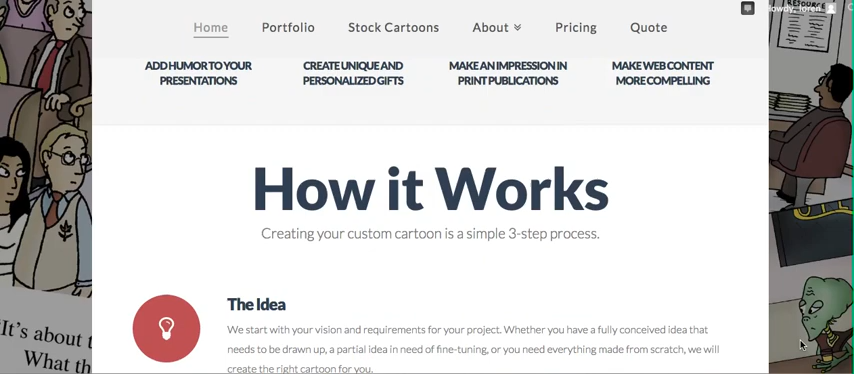 Home Portfolio Stock Cartoons About Pricing Quote
Howdy, loren
RESOURCE
ADD HUMOR TO YOUR
PRESENTATIONS
CREATE UNIQUE AND
PERSONALIZED GIFTS
MAKE AN IMPRESSION IN
PRINT PUBLICATIONS
MAKE WEB CONTENT
MORE COMPELLING
How it Works
Creating your custom cartoon is a simple 3-step process.
The Idea
We start with your vision and requirements for your project. Whether you have a fully conceived idea that
needs to be drawn up, a partial idea in need of fine-tuning, or you need everything made from scratch, we will
create the right cartoon for you.
"It's about t
What th